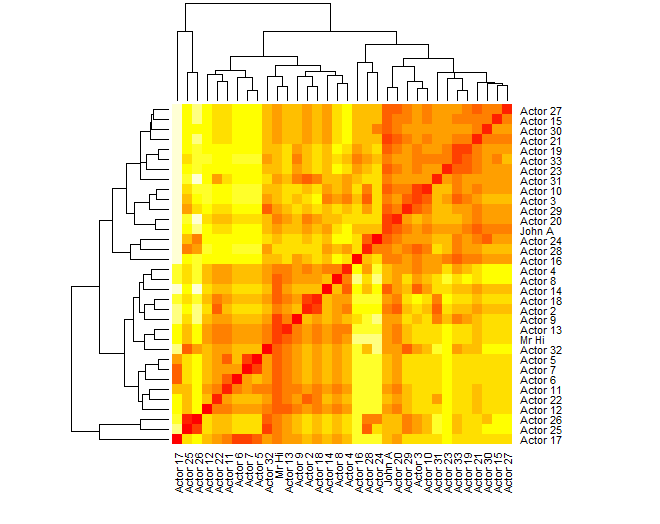 Actor 27
Actor 15
Actor 30
Actor 21
Actor 19
Actor 33
Actor 23
Actor 31
Actor 10
Actor 3
Actor 29
Actor 20
John A
Actor 24
Actor 28
Actor 16
Actor 4
Actor 8
Actor 14
Actor 18
Actor 2
Actor 9
Actor 13
Mr Hi
Actor 32
Actor 5
Actor 7
Actor 6
Actor 11
Actor 22
Actor 12
Actor 26
Actor 25
Actor 17
Actor 17
Actor 25
Actor 26
Actor 12
Actor 22
Actor 11
Actor 6
Actor 7
Actor 5
Actor 32
Mr Hi
Actor 13
Actor 9
Actor 2
Actor 18
Actor 14
Actor 8
Actor 4
Actor 16
Actor 28
Actor 24
John A
Actor 20
Actor 29
Actor 3
Actor 10
Actor 31
Actor 23
Actor 33
Actor 19
Actor 21
Actor 30
Actor 15
Actor 27